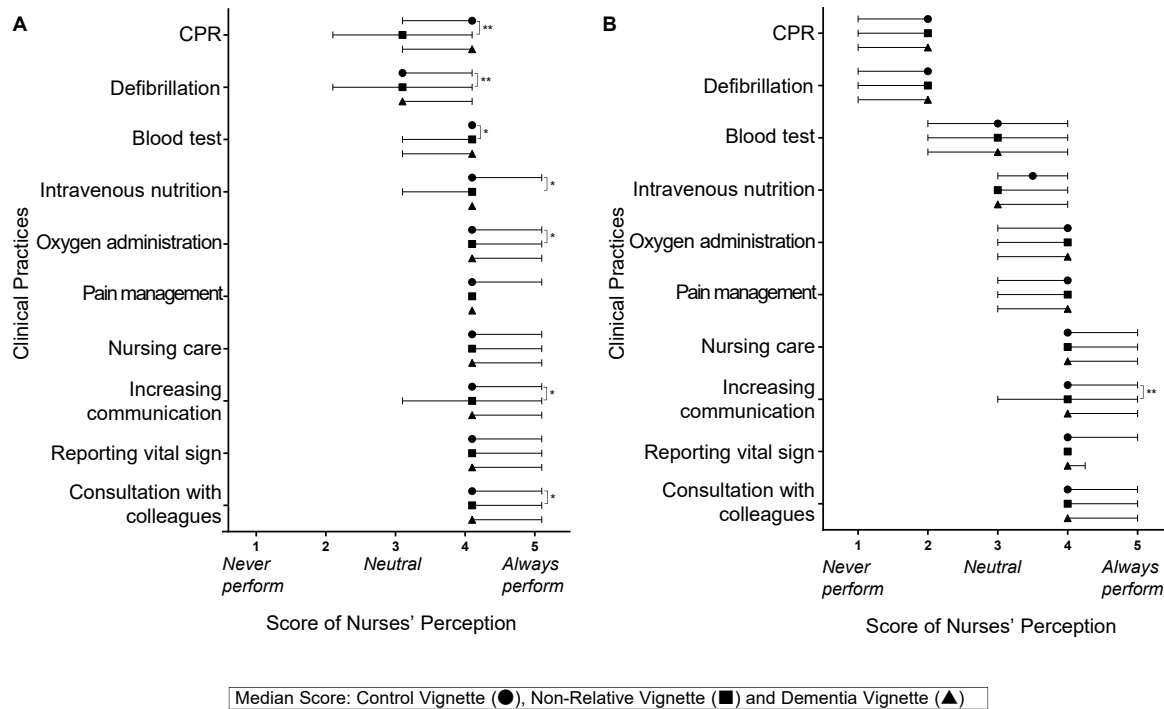 A
Clinical Practices
CPR
**
Defibrillation
**
Blood test
*
Intravenous nutrition
*
Oxygen administration
*
Pain management
Nursing care
Increasing
communication
*
Reporting vital sign
Consultation with
colleagues
*
1 2 3 4 5
Never
perform
Neutral
Always
perform
Score of Nurses' Perception
B
Clinical Practices
CPR
Defibrillation
Blood test
Intravenous nutrition
Oxygen administration
Pain management
Nursing care
Increasing
communication
**
Reporting vital sign
Consultation with
colleagues
1 2 3 4 5
Never
perform
Neutral
Always
perform
Score of Nurses' Perception
Median Score: Control Vignette (●), Non-Relative Vignette (■) and Dementia Vignette (▲)